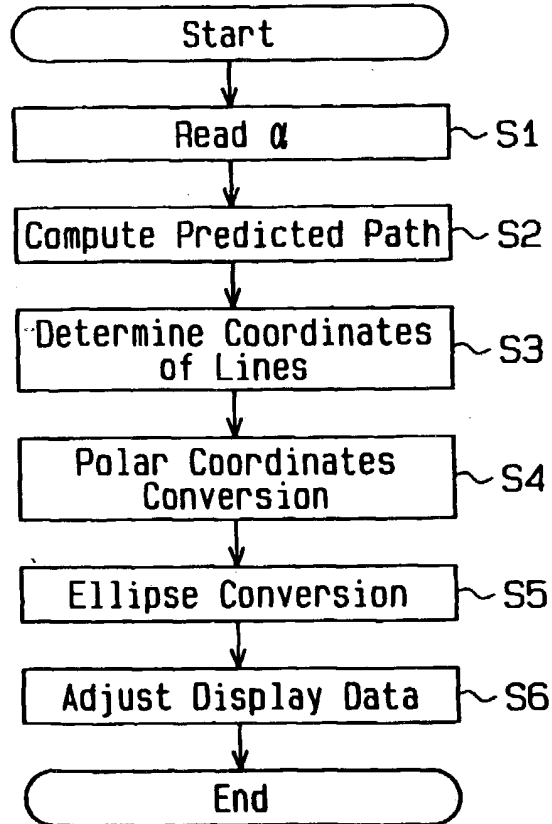 Start
Read α S1
Compute Predicted Path S2
Determine Coordinates
of Lines S3
Polar Coordinates
Conversion S4
Ellipse Conversion S5
Adjust Display Data S6
End